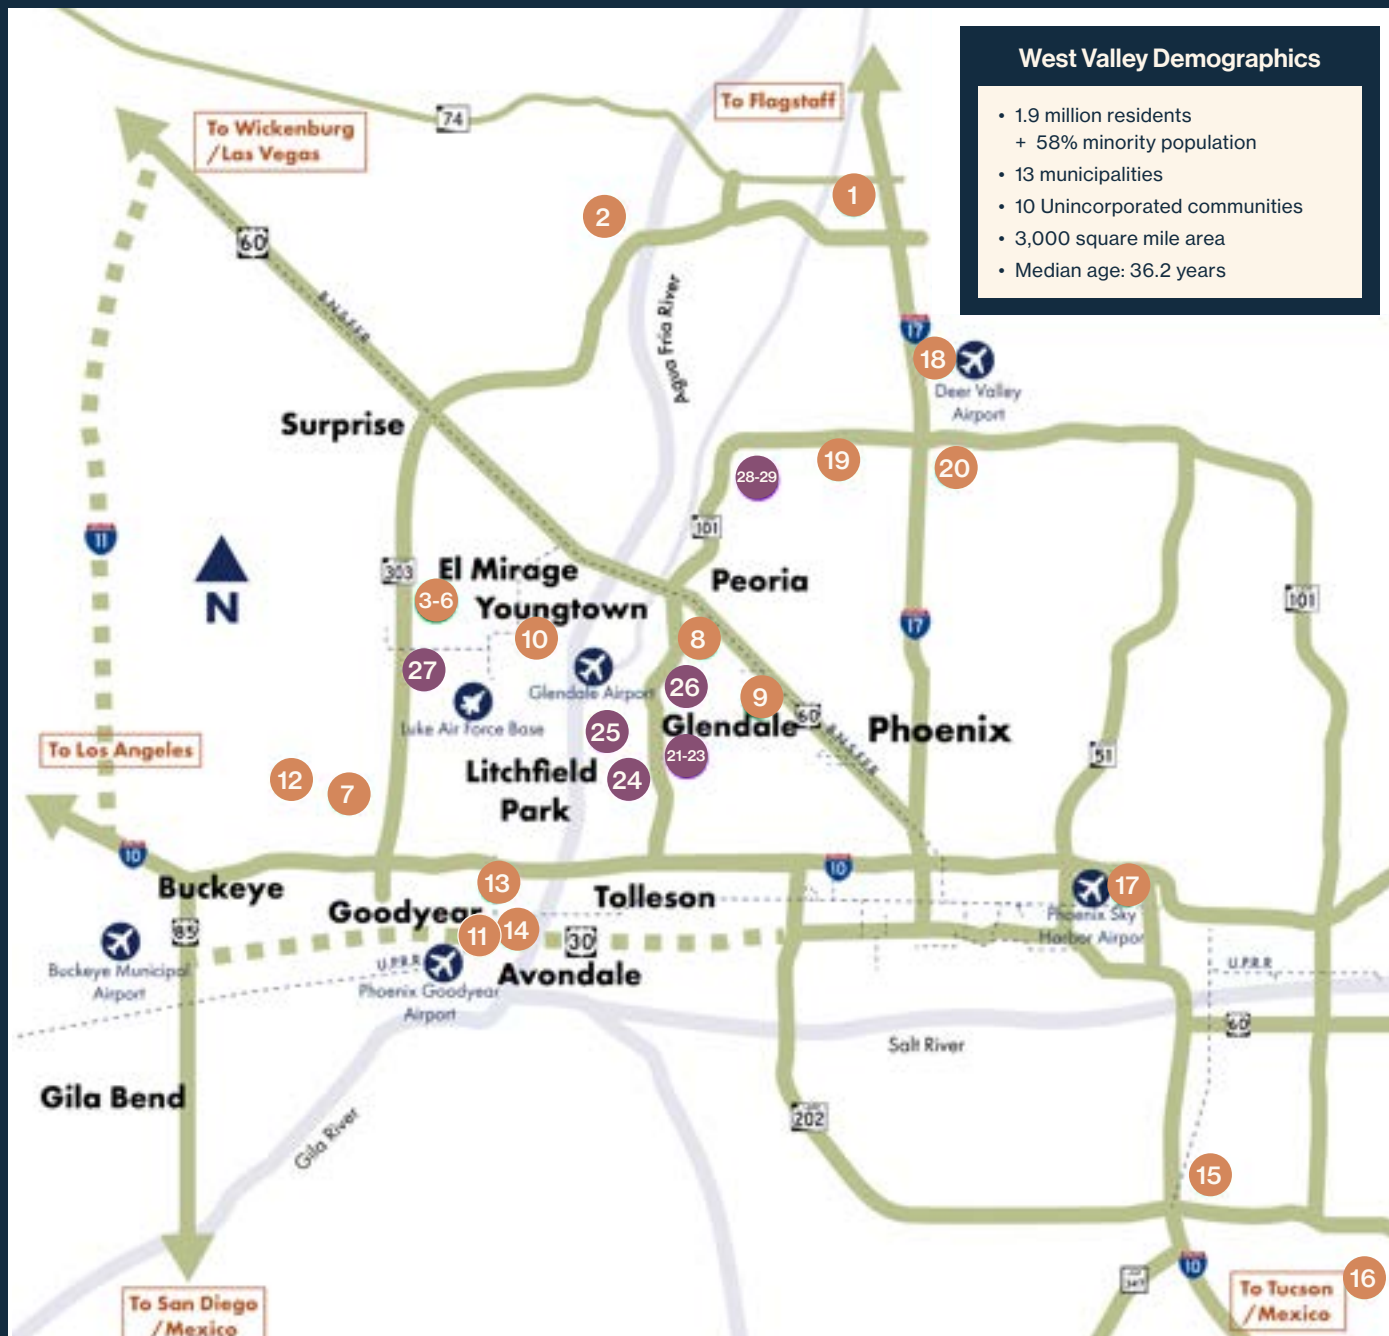 West Valley Demographics
• 1.9 million residents
+ 58% minority population
• 13 municipalities
• 10 Unincorporated communities
• 3,000 square mile area
• Median age: 36.2 years
To Flagstaff
74
To Wickenburg
/Las Vegas
1
2
60
B.N.S.F.R.R
Agua Fria River
17
18
Deer Valley
Airport
Surprise
19
20
28-29
101
11
N
303
El Mirage
3-6
Youngtown
Peoria
101
17
10
8
27
Glendale Airport
26
9
60
Luke Air Force Base
25
Glendale
Phoenix
B.N.S.F.R.R
To Los Angeles
21-23
51
12
7
Litchfield
Park
24
10
10
Buckeye
13
Goodyear
Tolleson
17
Phoenix Sky
Harbor Airport
85
11
14
30
Buckeye Municipal
Airport
U.P.R.R
Avondale
Phoenix Goodyear
Airport
U.P.R.R
60
Salt River
Gila Bend
Gila River
202
15
10
347
16
To Tucson
/Mexico
To San Diego
/Mexico